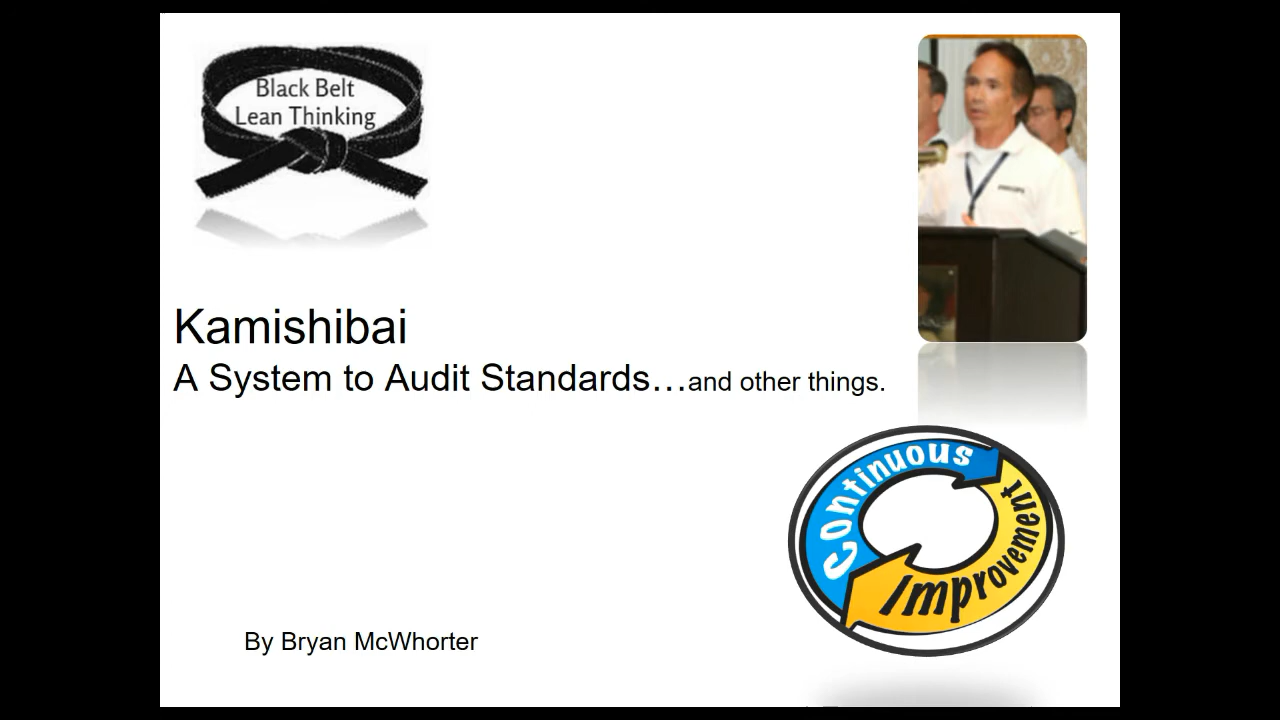 Black Belt
Lean Thinking
Kamishibai
A System to Audit Standards…and other things.
Continuous
Improvement
By Bryan McWhorter